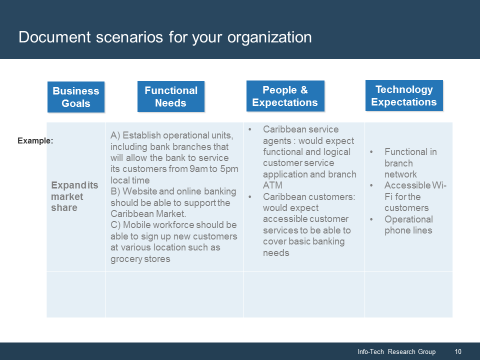 Document scenarios for your organization
Business
Goals
Functional
Needs
People &
Expectations
Technology
Expectations
Example:
Expand its
market
share
A) Establish operational units,
including bank branches that
will allow the bank to service
its customers from 9am to 5pm
local time
B) Website and online banking
should be able to support the
Caribbean Market.
C) Mobile workforce should be
able to sign up new customers
at various location such as
grocery stores
• Caribbean service
agents : would expect
functional and logical
customer service
application and branch
ATM
• Caribbean customers:
would expect
accessible customer
services to be able to
cover basic banking
needs
• Functional in
branch
network
• Accessible Wi-
Fi for the
customers
• Operational
phone lines
Info-Tech Research Group 10